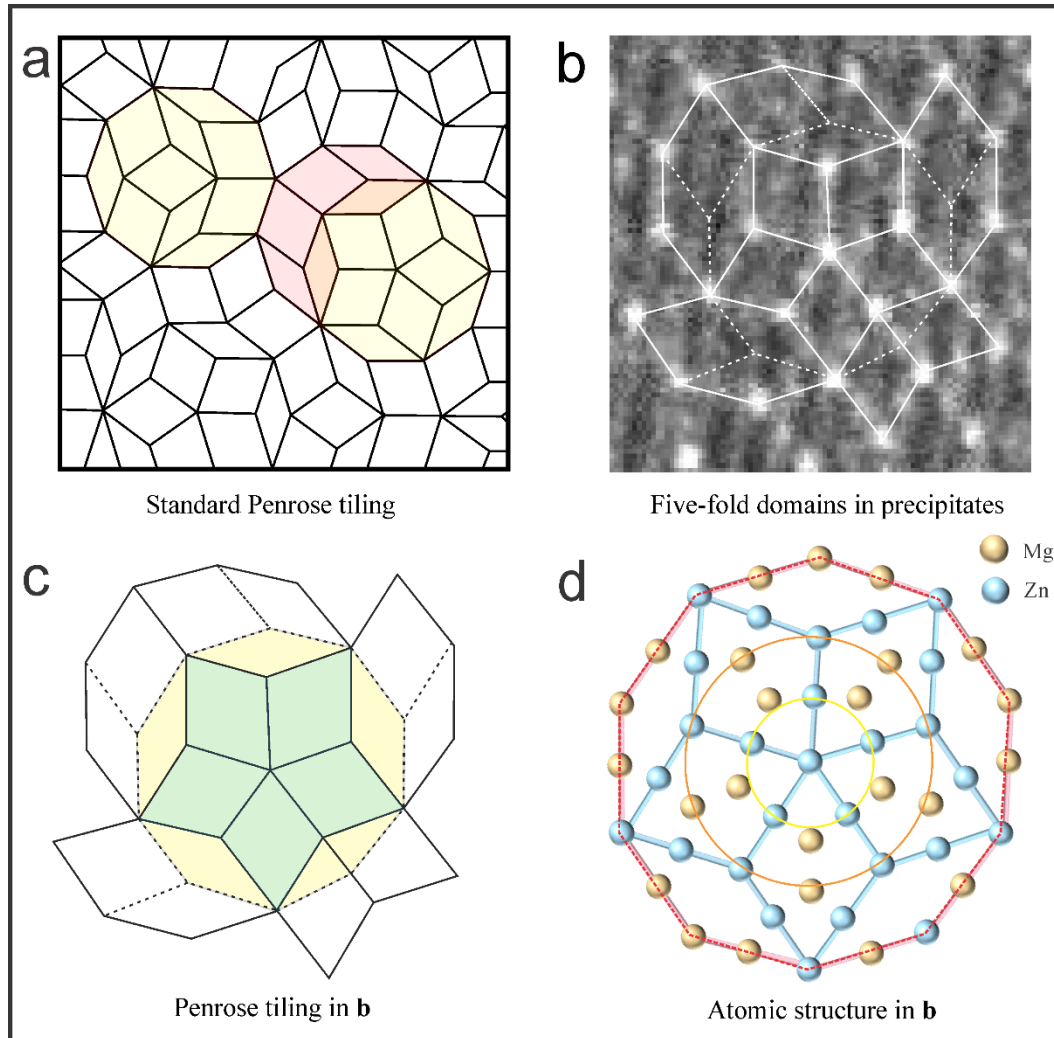 a
b
Standard Penrose tiling
Five-fold domains in precipitates
c
d
Mg
Zn
Penrose tiling in b
Atomic structure in b